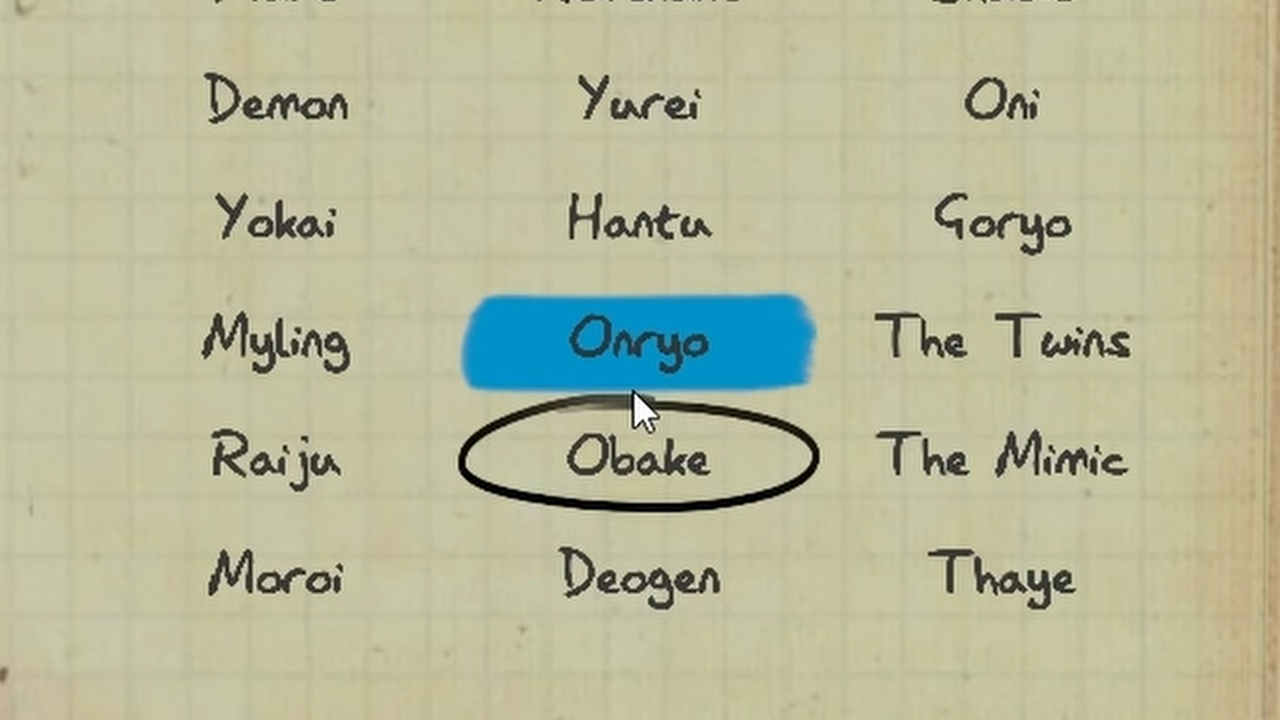 Demon Yurei Oni
Yokai Hantu Goryo
Myling Onryo The Twins
Raiju Obake The Mimic
Moroi Deogen Thaye